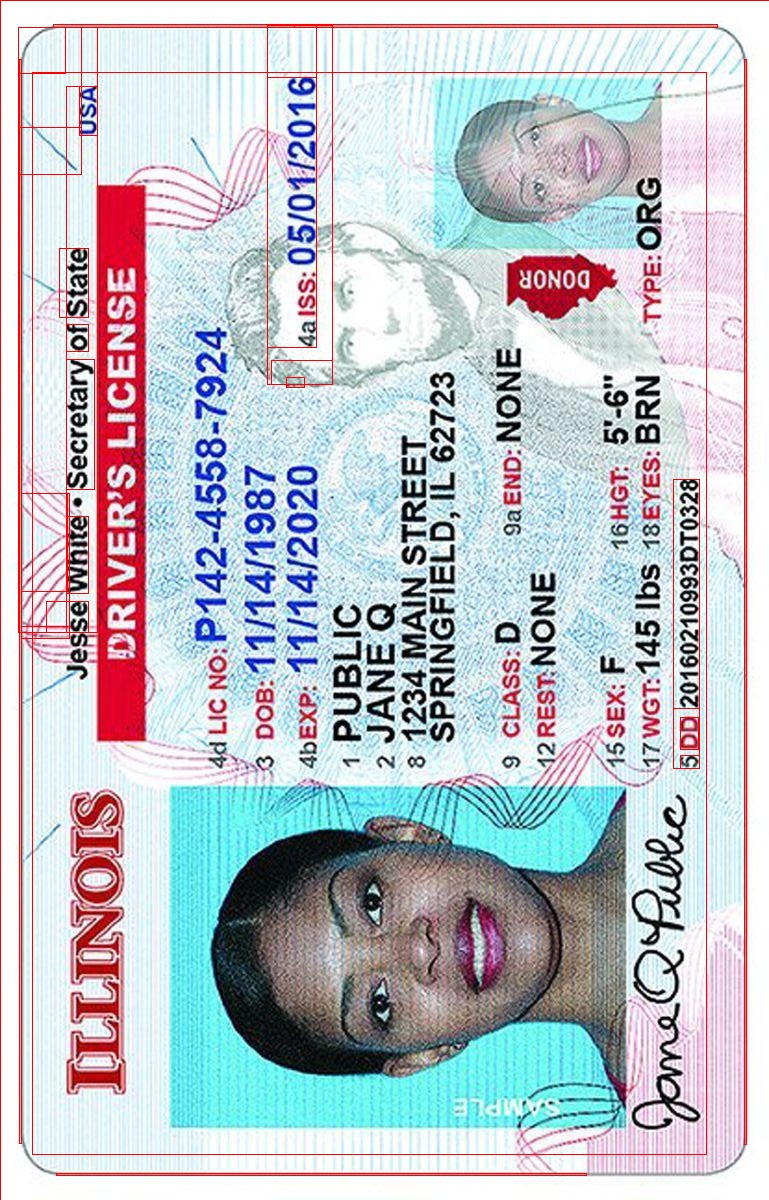 ILLINOIS
USA
Jesse White • Secretary of State
DRIVER'S LICENSE
4d LIC NO: P142-4558-7924
3 DOB: 11/14/1987
4b EXP: 11/14/2020
4a ISS: 05/01/2016
1 PUBLIC
2 JANE Q
8 1234 MAIN STREET
SPRINGFIELD, IL 62723
9 CLASS: D
9a END: NONE
12 REST: NONE
DONOR
15 SEX: F
16 HGT: 5'-6"
17 WGT: 145 lbs
18 EYES: BRN
TYPE: ORG
5 DD 20160210993DT0328
SAMPLE
Jane Q Public